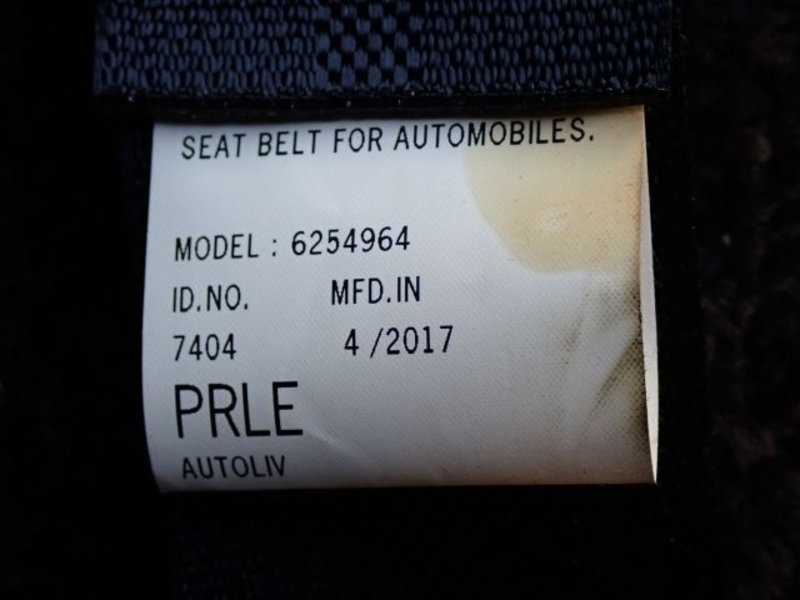 SEAT BELT FOR AUTOMOBILES.
MODEL : 6254964
ID.NO. MFD.IN
7404 4 /2017
PRLE
AUTOLIV